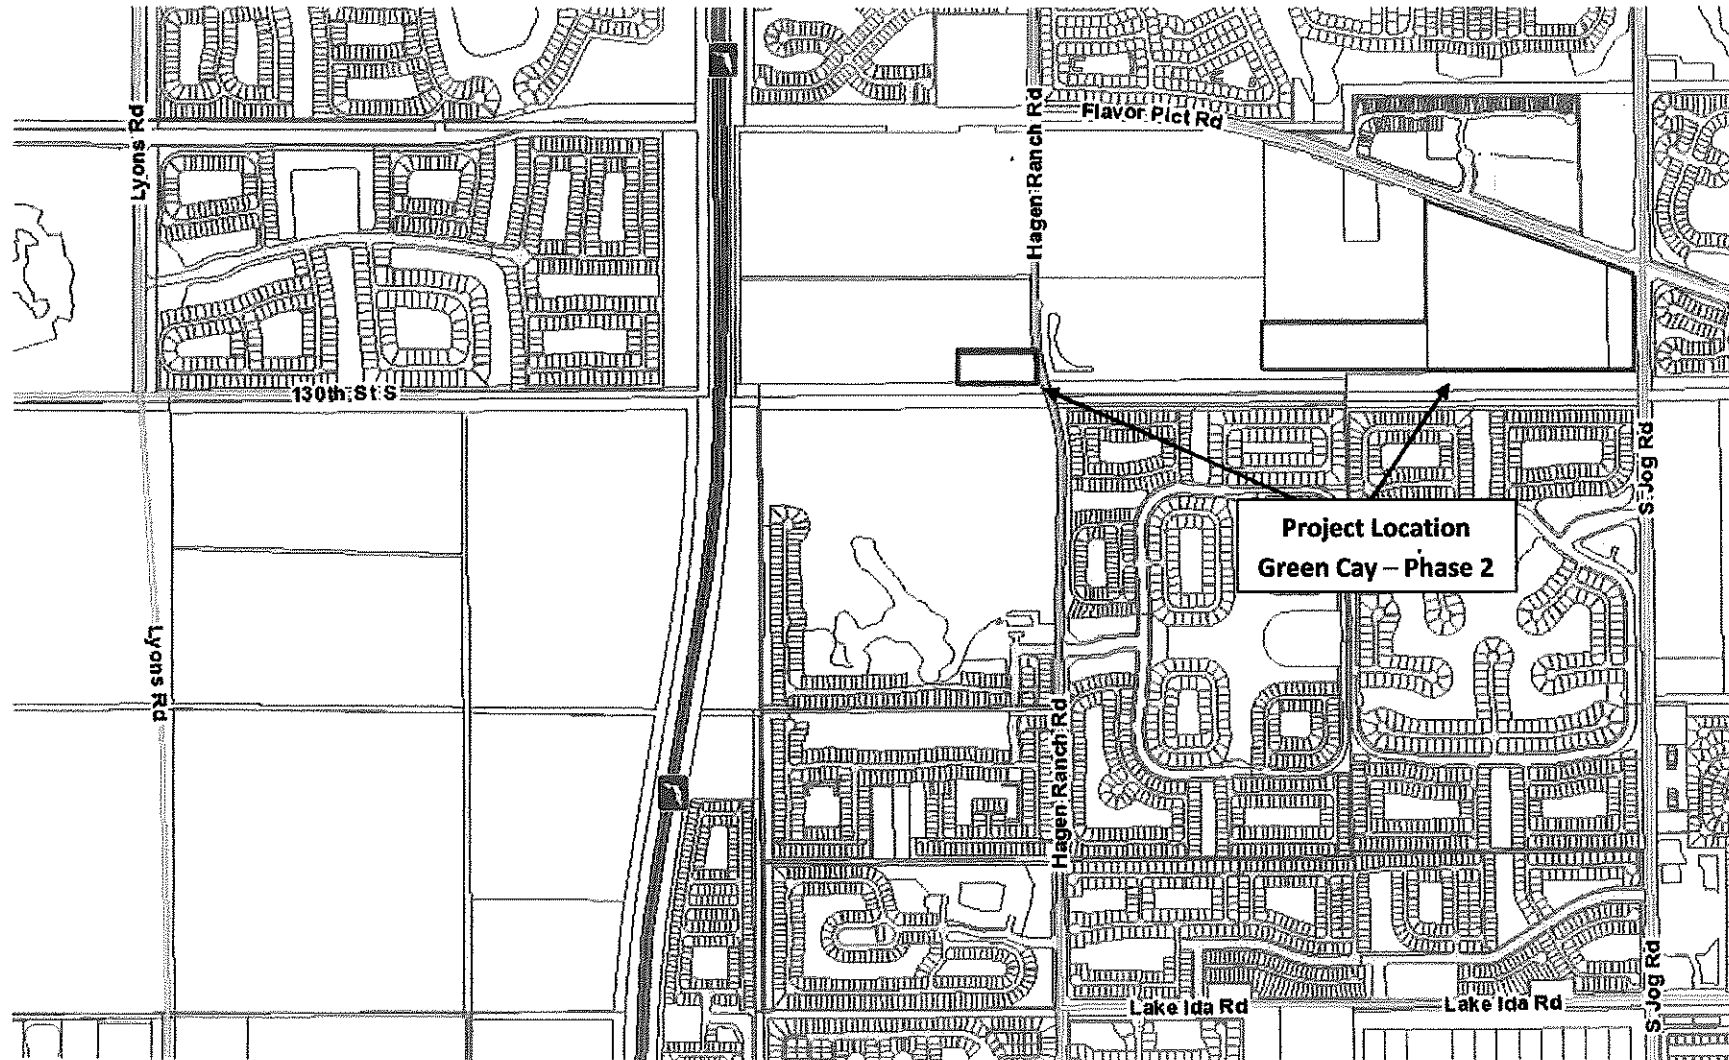 Lyons Rd
Hagen Ranch Rd
Flavor Pict Rd
130th St S
S Jog Rd
Project Location
Green Cay – Phase 2
Lyons Rd
Hagen Ranch Rd
Lake Ida Rd
Lake Ida Rd
S Jog Rd